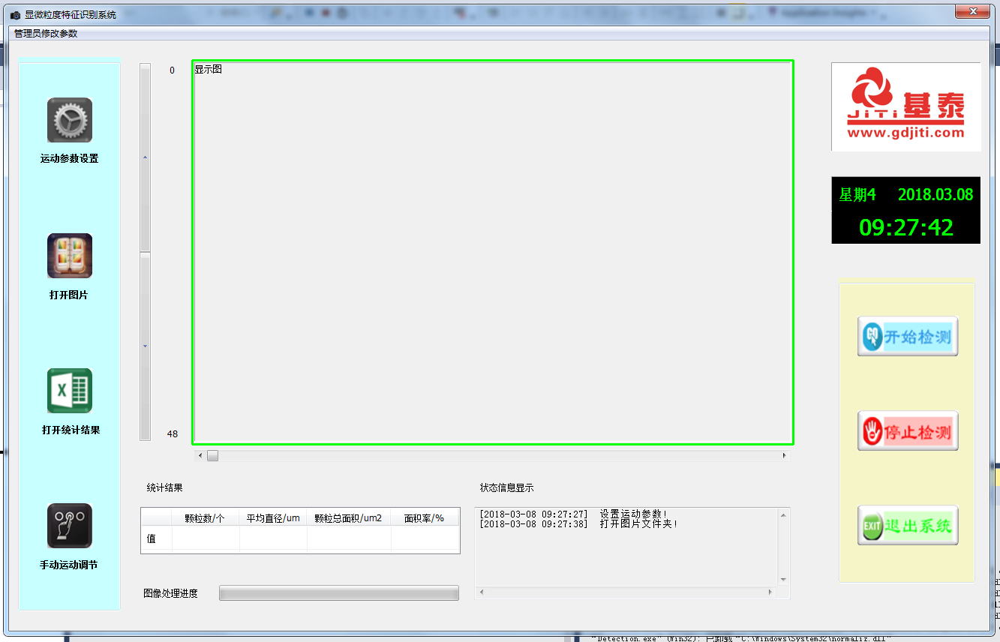 显微粒度特征识别系统
管理员修改参数
运动参数设置
打开图片
打开统计结果
手动运动调节
0
48
显示图
JiTi 基泰
www.gdjiti.com
星期4 2018.03.08
09:27:42
开始检测
停止检测
EXIT 退出系统
统计结果
颗粒数/个 平均直径/um 颗粒总面积/um2 面积率/%
值
图像处理进度
状态信息显示
[2018-03-08 09:27:27] 设置运动参数!
[2018-03-08 09:27:38] 打开图片文件夹!
"Detection.exe" (Win32): 已卸载 "C:\Windows\System32\normaliz.dll"